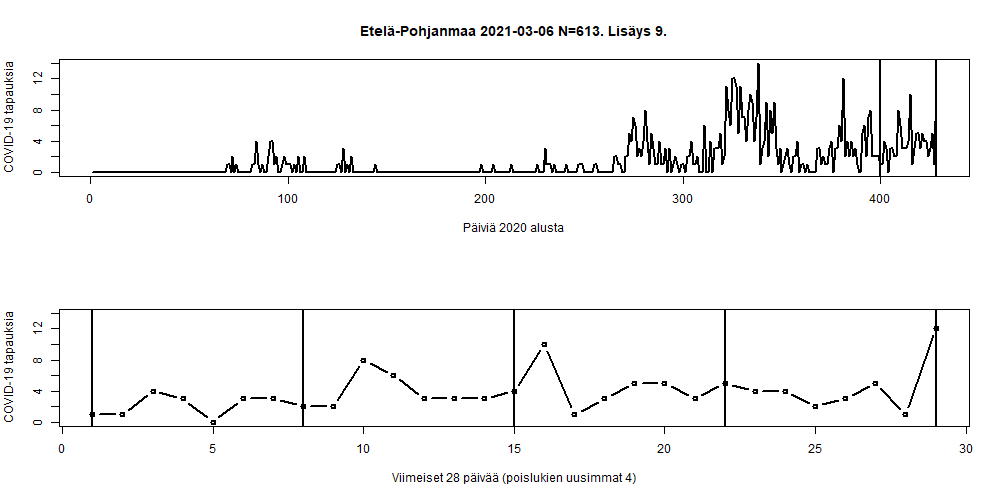 Etelä-Pohjanmaa 2021-03-06 N=613. Lisäys 9.
COVID-19 tapauksia
0 4 8 12
0 100 200 300 400
Päiviä 2020 alusta
COVID-19 tapauksia
0 4 8 12
0 5 10 15 20 25 30
Viimeiset 28 päivää (poislukien uusimmat 4)